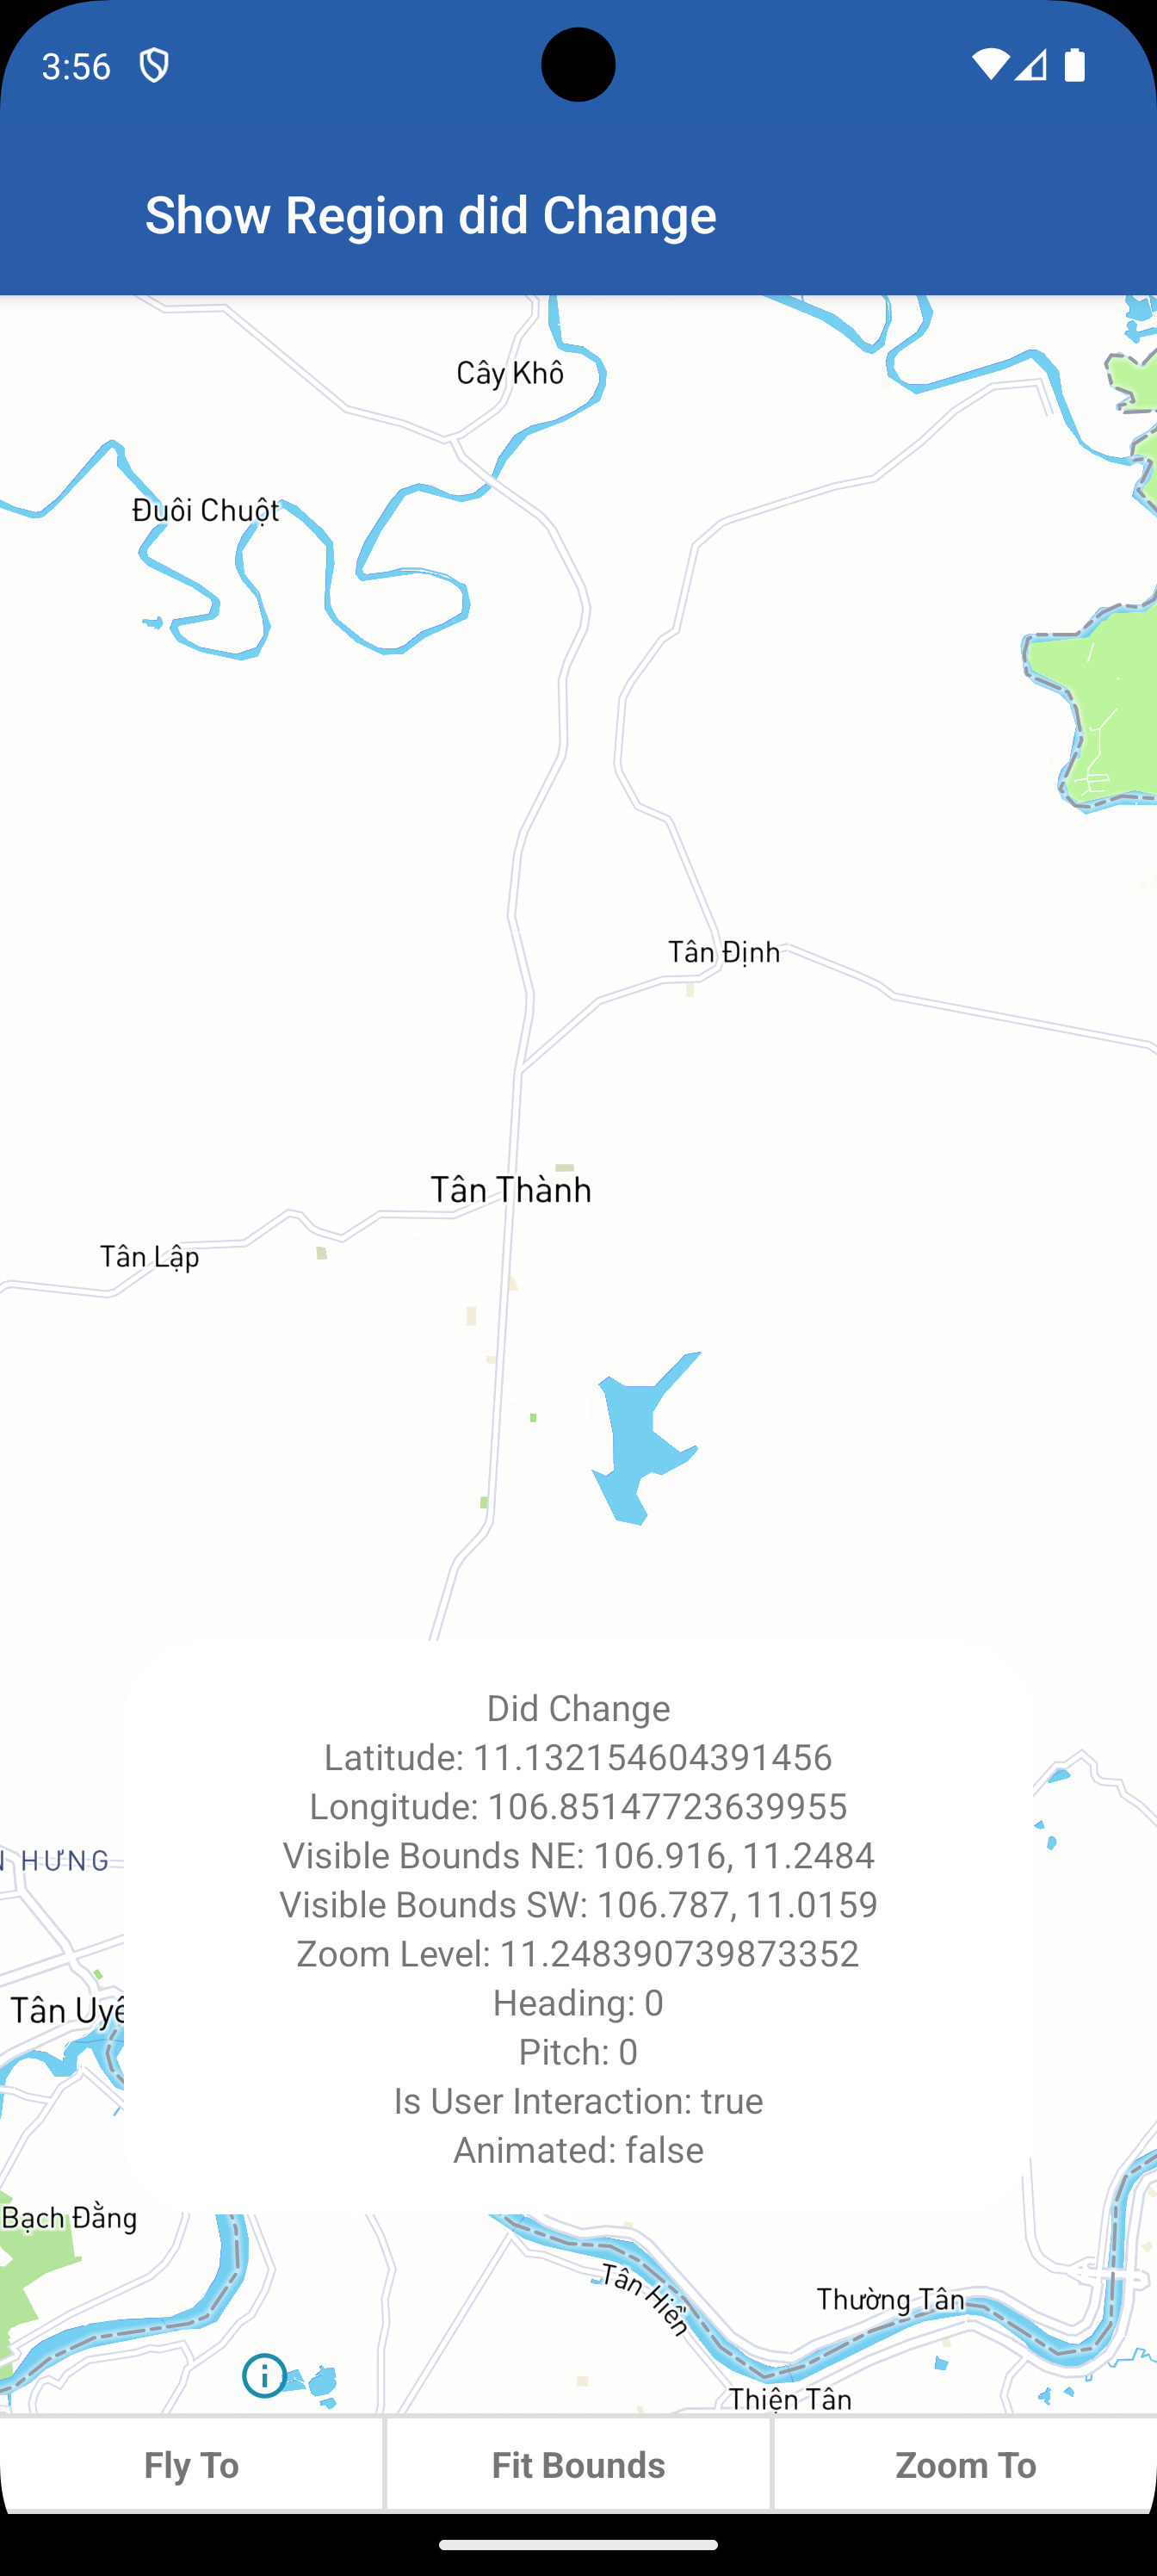 3:56
Show Region did Change
Cây Khô
Đuôi Chuột
Tân Định
Tân Thành
Tân Lập
Did Change
Latitude: 11.132154604391456
Longitude: 106.85147723639955
Visible Bounds NE: 106.916, 11.2484
N HƯNG
Visible Bounds SW: 106.787, 11.0159
Zoom Level: 11.248390739873352
Heading: 0
Tân Uyê
Pitch: 0
Is User Interaction: true
Animated: false
Bạch Đằng
Tân Hiền
Thường Tân
Thiện Tân
Fly To
Fit Bounds
Zoom To